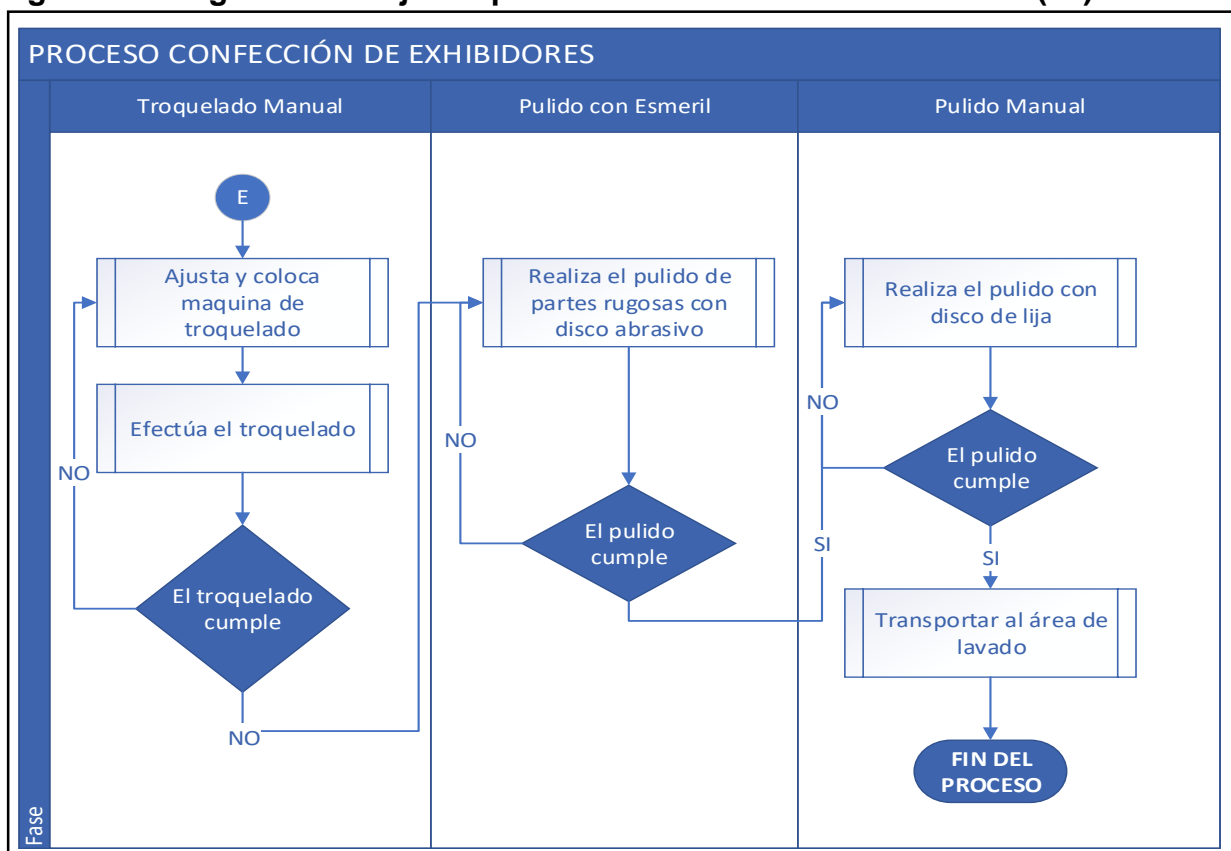 PROCESO CONFECCIÓN DE EXHIBIDORES
Troquelado Manual
Pulido con Esmeril
Pulido Manual
E
Ajusta y coloca
maquina de
troquelado
Efectúa el troquelado
NO
El troquelado
cumple
NO
Realiza el pulido de
partes rugosas con
disco abrasivo
NO
El pulido
cumple
SI
Realiza el pulido con
disco de lija
NO
El pulido
cumple
SI
Transportar al área de
lavado
FIN DEL
PROCESO
Fase